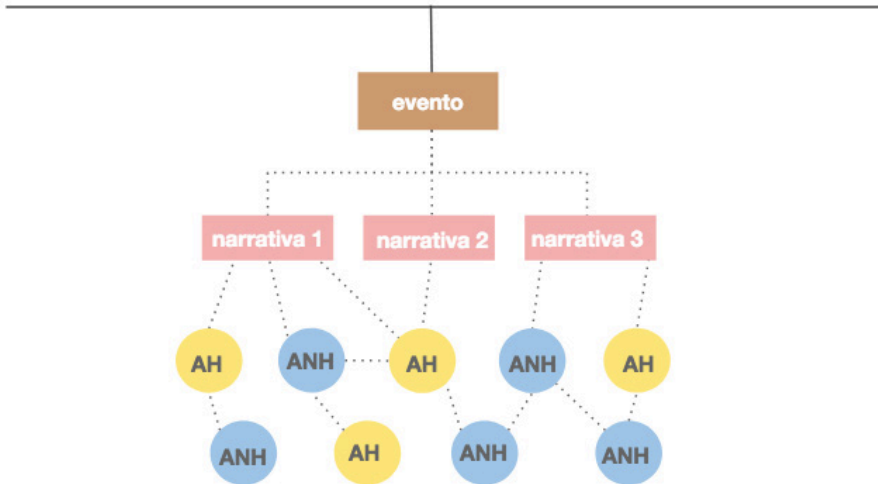 evento
narrativa 1
narrativa 2
narrativa 3
AH
ANH
AH
ANH
AH
ANH
AH
ANH
ANH